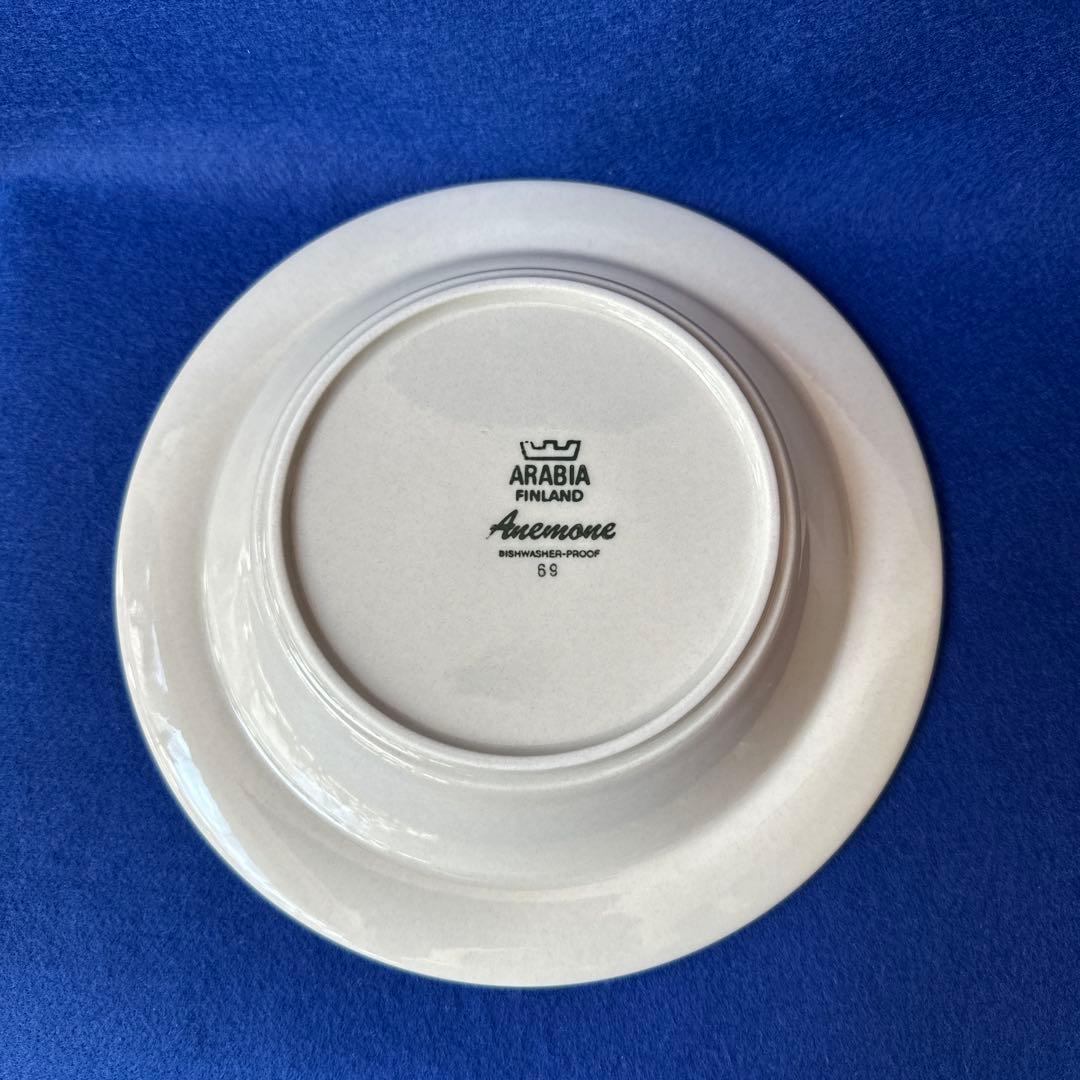 ARABIA
FINLAND
Anemone
DISHWASHER-PROOF
69